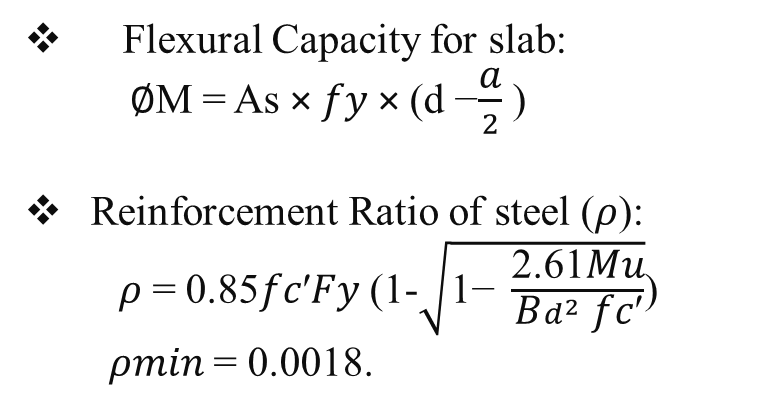 ❖ Flexural Capacity for slab:
ØM = As × fy × (d − a/2 )
❖ Reinforcement Ratio of steel (ρ):
ρ = 0.85fc′Fy (1-√(1− 2.61Mu/Bd² fc′))
ρmin = 0.0018.